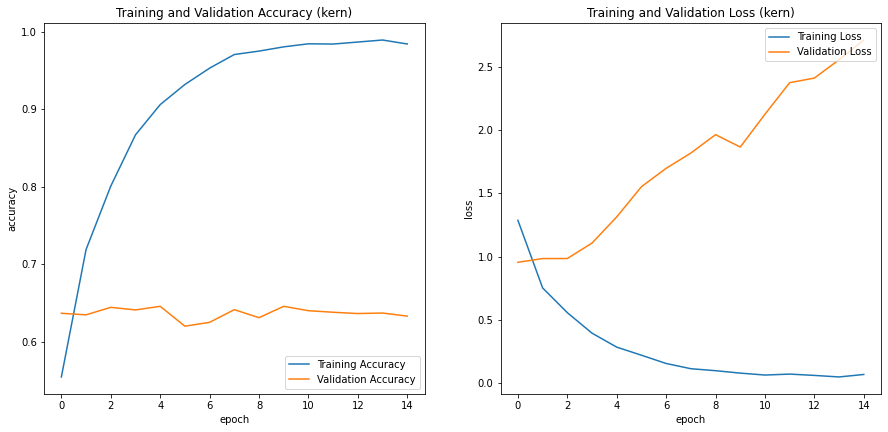 Training and Validation Accuracy (kern)
1.0
0.9
0.8
0.7
0.6
accuracy
0 2 4 6 8 10 12 14
epoch
Training Accuracy
Validation Accuracy
Training and Validation Loss (kern)
2.5
2.0
1.5
1.0
0.5
0.0
loss
0 2 4 6 8 10 12 14
epoch
Training Loss
Validation Loss